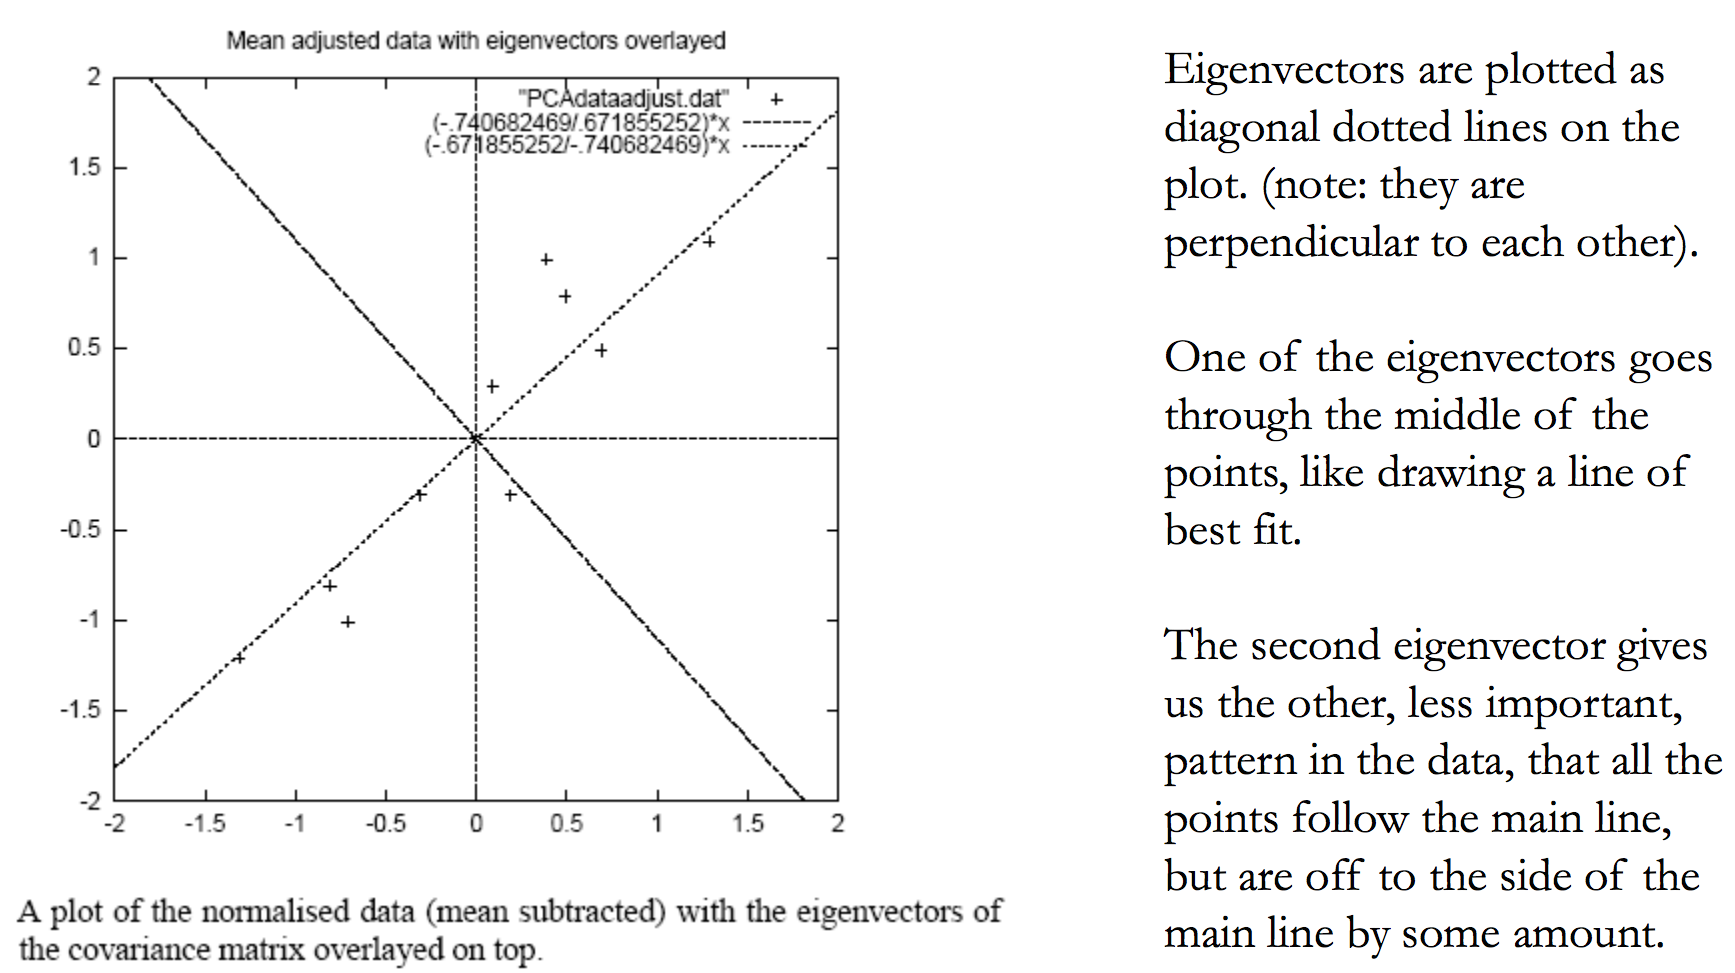 Mean adjusted data with eigenvectors overlayed
2
"PCAdataadjust.dat"
(-.740682469/.671855252)*x
(-.671855252/-.740682469)*x
1.5
1
0.5
0
-0.5
-1
-1.5
-2
-2 -1.5 -1 -0.5 0 0.5 1 1.5 2
A plot of the normalised data (mean subtracted) with the eigenvectors of
the covariance matrix overlayed on top.
Eigenvectors are plotted as
diagonal dotted lines on the
plot. (note: they are
perpendicular to each other).
One of the eigenvectors goes
through the middle of the
points, like drawing a line of
best fit.
The second eigenvector gives
us the other, less important,
pattern in the data, that all the
points follow the main line,
but are off to the side of the
main line by some amount.